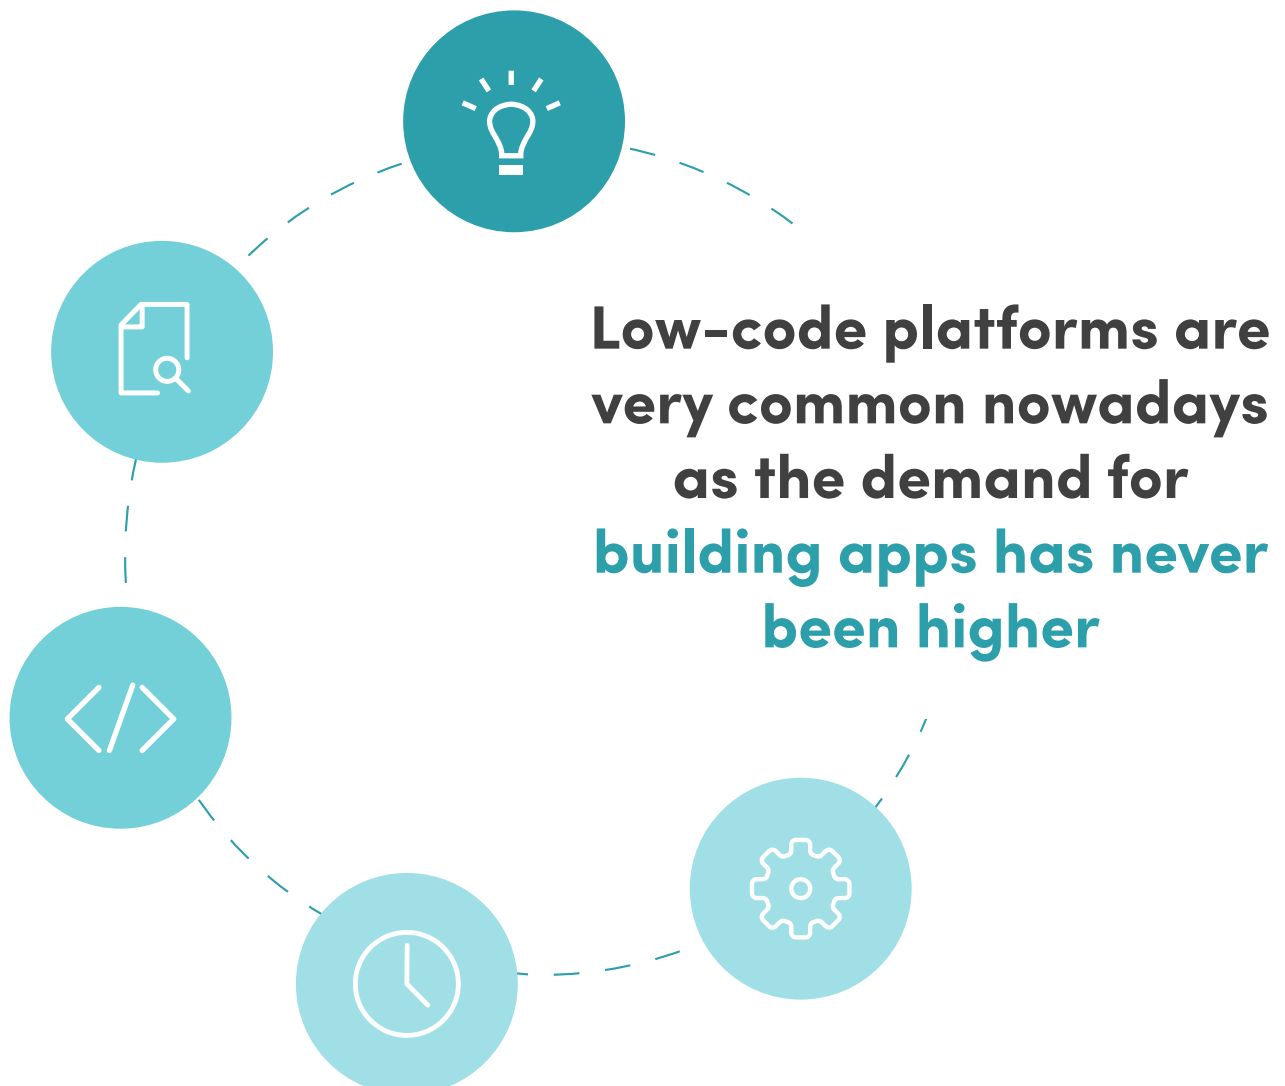 Low-code platforms are
very common nowadays
as the demand for
building apps has never
been higher